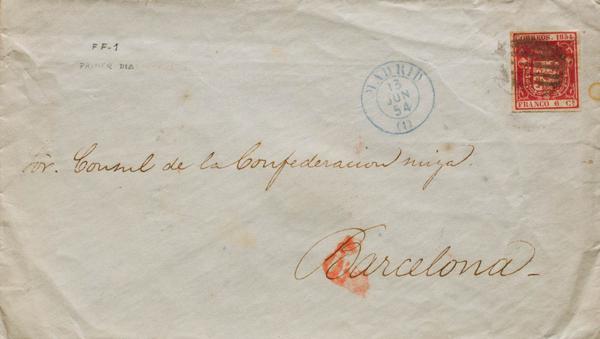 FF-1
PRIMER DIA
MADRID
13
JUN
54
(1)
CORREOS. 1854
FRANCO 6 Cs
Sor. Consul de la Confederacion suiza.
Barcelona